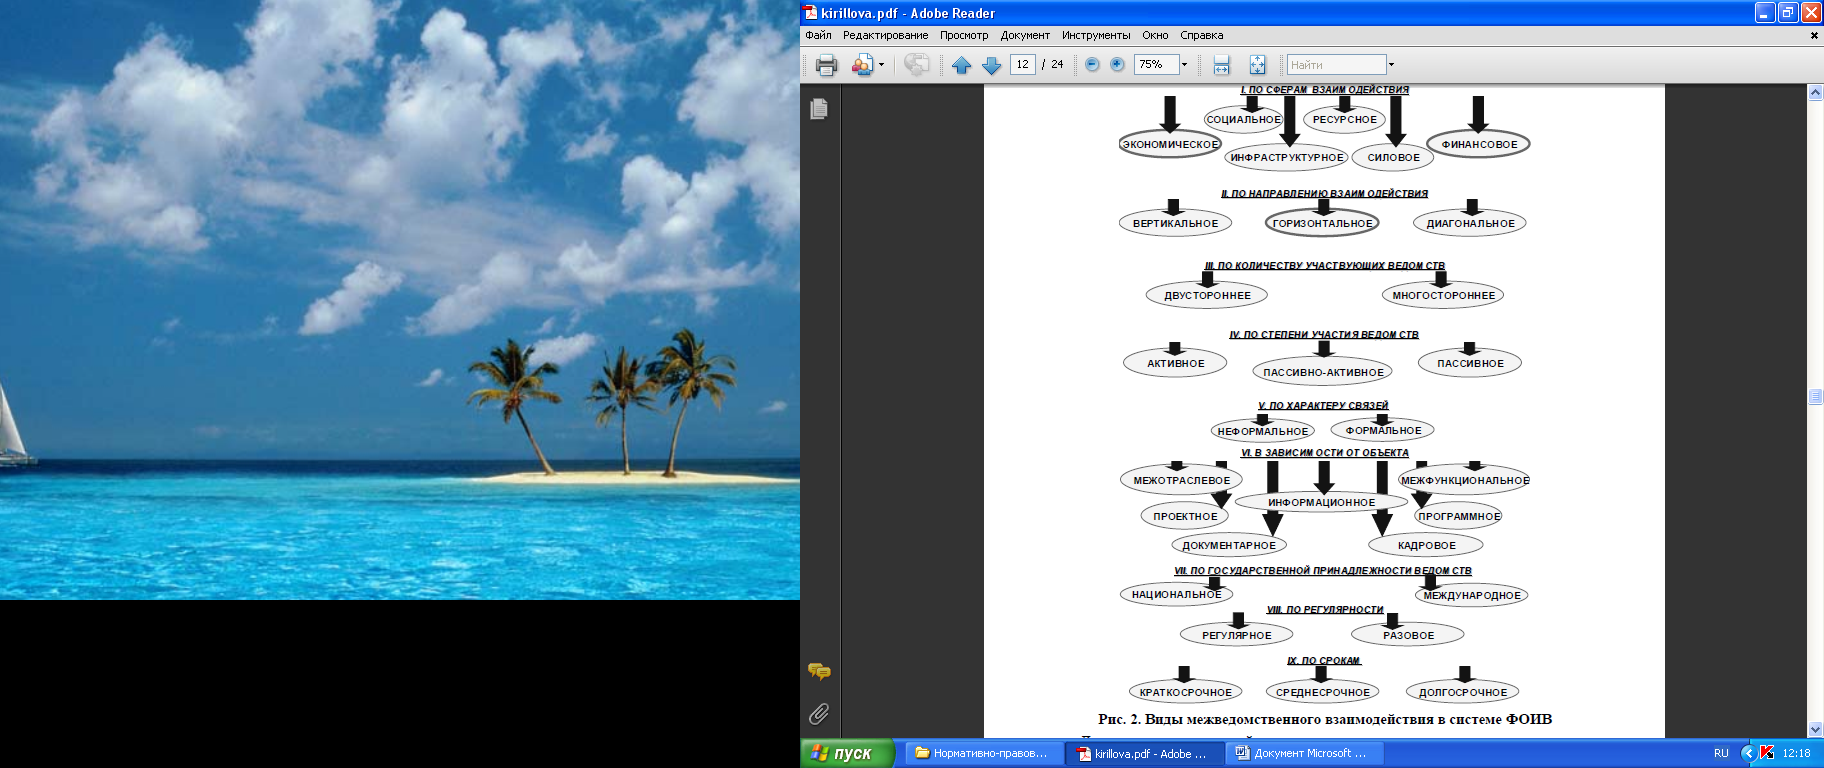 kirillova.pdf - Adobe Reader
Файл Редактирование Просмотр Документ Инструменты Окно Справка
12 / 24 75% Найти
I. ПО СФЕРАМ ВЗАИМОДЕЙСТВИЯ
СОЦИАЛЬНОЕ РЕСУРСНОЕ
ЭКОНОМИЧЕСКОЕ ФИНАНСОВОЕ
ИНФРАСТРУКТУРНОЕ СИЛОВОЕ
II. ПО НАПРАВЛЕНИЮ ВЗАИМОДЕЙСТВИЯ
ВЕРТИКАЛЬНОЕ ГОРИЗОНТАЛЬНОЕ ДИАГОНАЛЬНОЕ
III. ПО КОЛИЧЕСТВУ УЧАСТВУЮЩИХ ВЕДОМСТВ
ДВУСТОРОННЕЕ МНОГОСТОРОННЕЕ
IV. ПО СТЕПЕНИ УЧАСТИЯ ВЕДОМСТВ
АКТИВНОЕ ПАССИВНО-АКТИВНОЕ ПАССИВНОЕ
V. ПО ХАРАКТЕРУ СВЯЗЕЙ
НЕФОРМАЛЬНОЕ ФОРМАЛЬНОЕ
VI. В ЗАВИСИМОСТИ ОТ ОБЪЕКТА
МЕЖОТРАСЛЕВОЕ МЕЖФУНКЦИОНАЛЬНОЕ
ИНФОРМАЦИОННОЕ
ПРОЕКТНОЕ ПРОГРАММНОЕ
ДОКУМЕНТАРНОЕ КАДРОВОЕ
VII. ПО ГОСУДАРСТВЕННОЙ ПРИНАДЛЕЖНОСТИ ВЕДОМСТВ
НАЦИОНАЛЬНОЕ МЕЖДУНАРОДНОЕ
VIII. ПО РЕГУЛЯРНОСТИ
РЕГУЛЯРНОЕ РАЗОВОЕ
IX. ПО СРОКАМ
КРАТКОСРОЧНОЕ СРЕДНЕСРОЧНОЕ ДОЛГОСРОЧНОЕ
Рис. 2. Виды межведомственного взаимодействия в системе ФОИВ
пуск Нормативно-правов... kirillova.pdf - Adobe ... Документ Microsoft ... RU 12:18